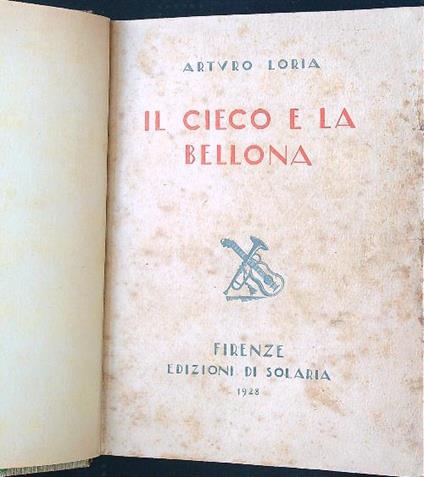 ARTVRO LORIA
IL CIECO E LA
BELLONA
FIRENZE
EDIZIONI DI SOLARIA
1928